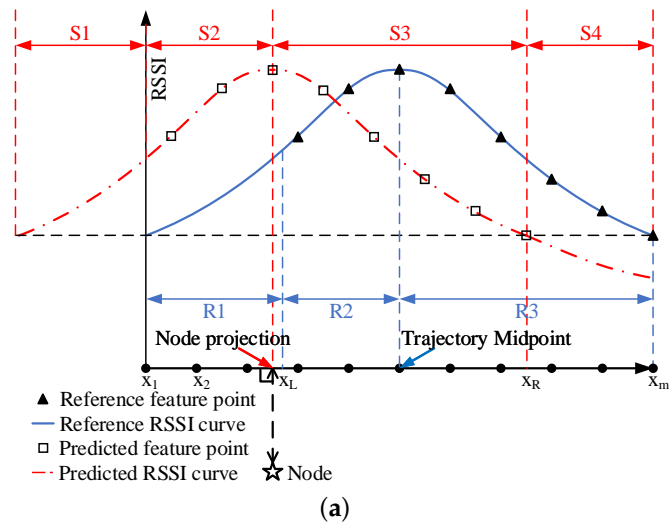 S1 S2 S3 S4
RSSI
R1 R2 R3
Node projection Trajectory Midpoint
x1 x2 xL xR xm
Reference feature point
Reference RSSI curve
Predicted feature point
Predicted RSSI curve Node
(a)